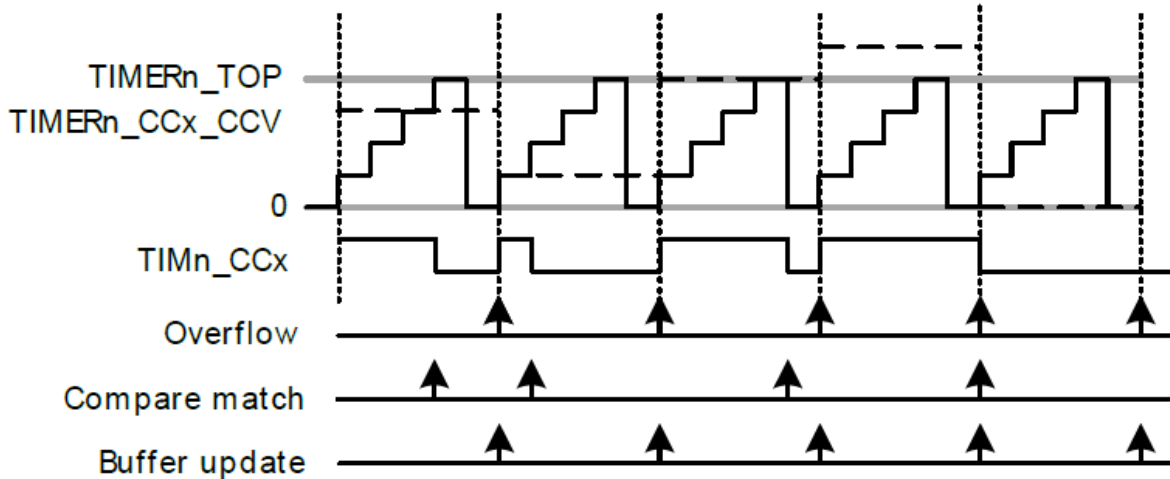 TIMERn_TOP
TIMERn_CCx_CCV
0
TIMn_CCx
Overflow
Compare match
Buffer update